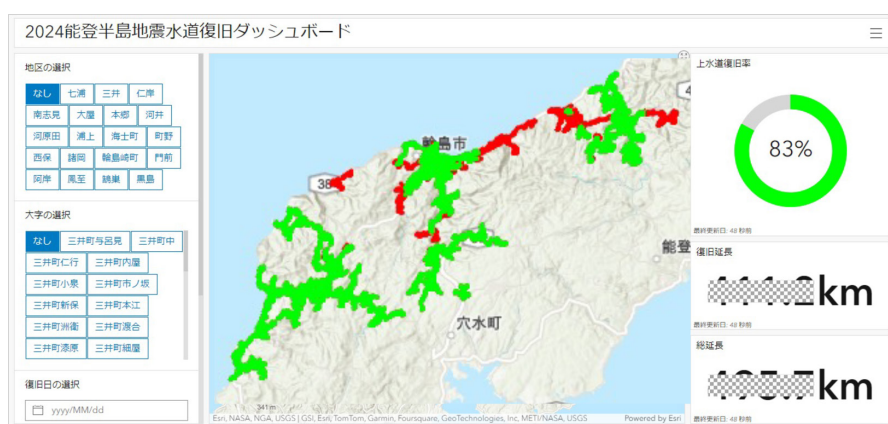 2024能登半島地震水道復旧ダッシュボード
地区の選択
なし 七浦 三井 仁岸
南志見 大屋 本郷 河井
河原田 浦上 海士町 町野
西保 諸岡 輪島崎町 門前
阿岸 鳳至 鵠巣 黒島
大字の選択
なし 三井町与呂見 三井町中
三井町仁行 三井町内屋
三井町小泉 三井町市ノ坂
三井町新保 三井町本江
三井町洲衛 三井町渡合
三井町漆原 三井町細屋
復旧日の選択
yyyy/MM/dd
輪島市
38
4
能登
穴水町
341m
Esri, NASA, NGA, USGS | GSI, Esri, TomTom, Garmin, Foursquare, GeoTechnologies, Inc, METI/NASA, USGS
Powered by Esri
上水道復旧率
83%
最終更新日: 48 秒前
復旧延長
km
最終更新日: 48 秒前
総延長
km
最終更新日: 48 秒前